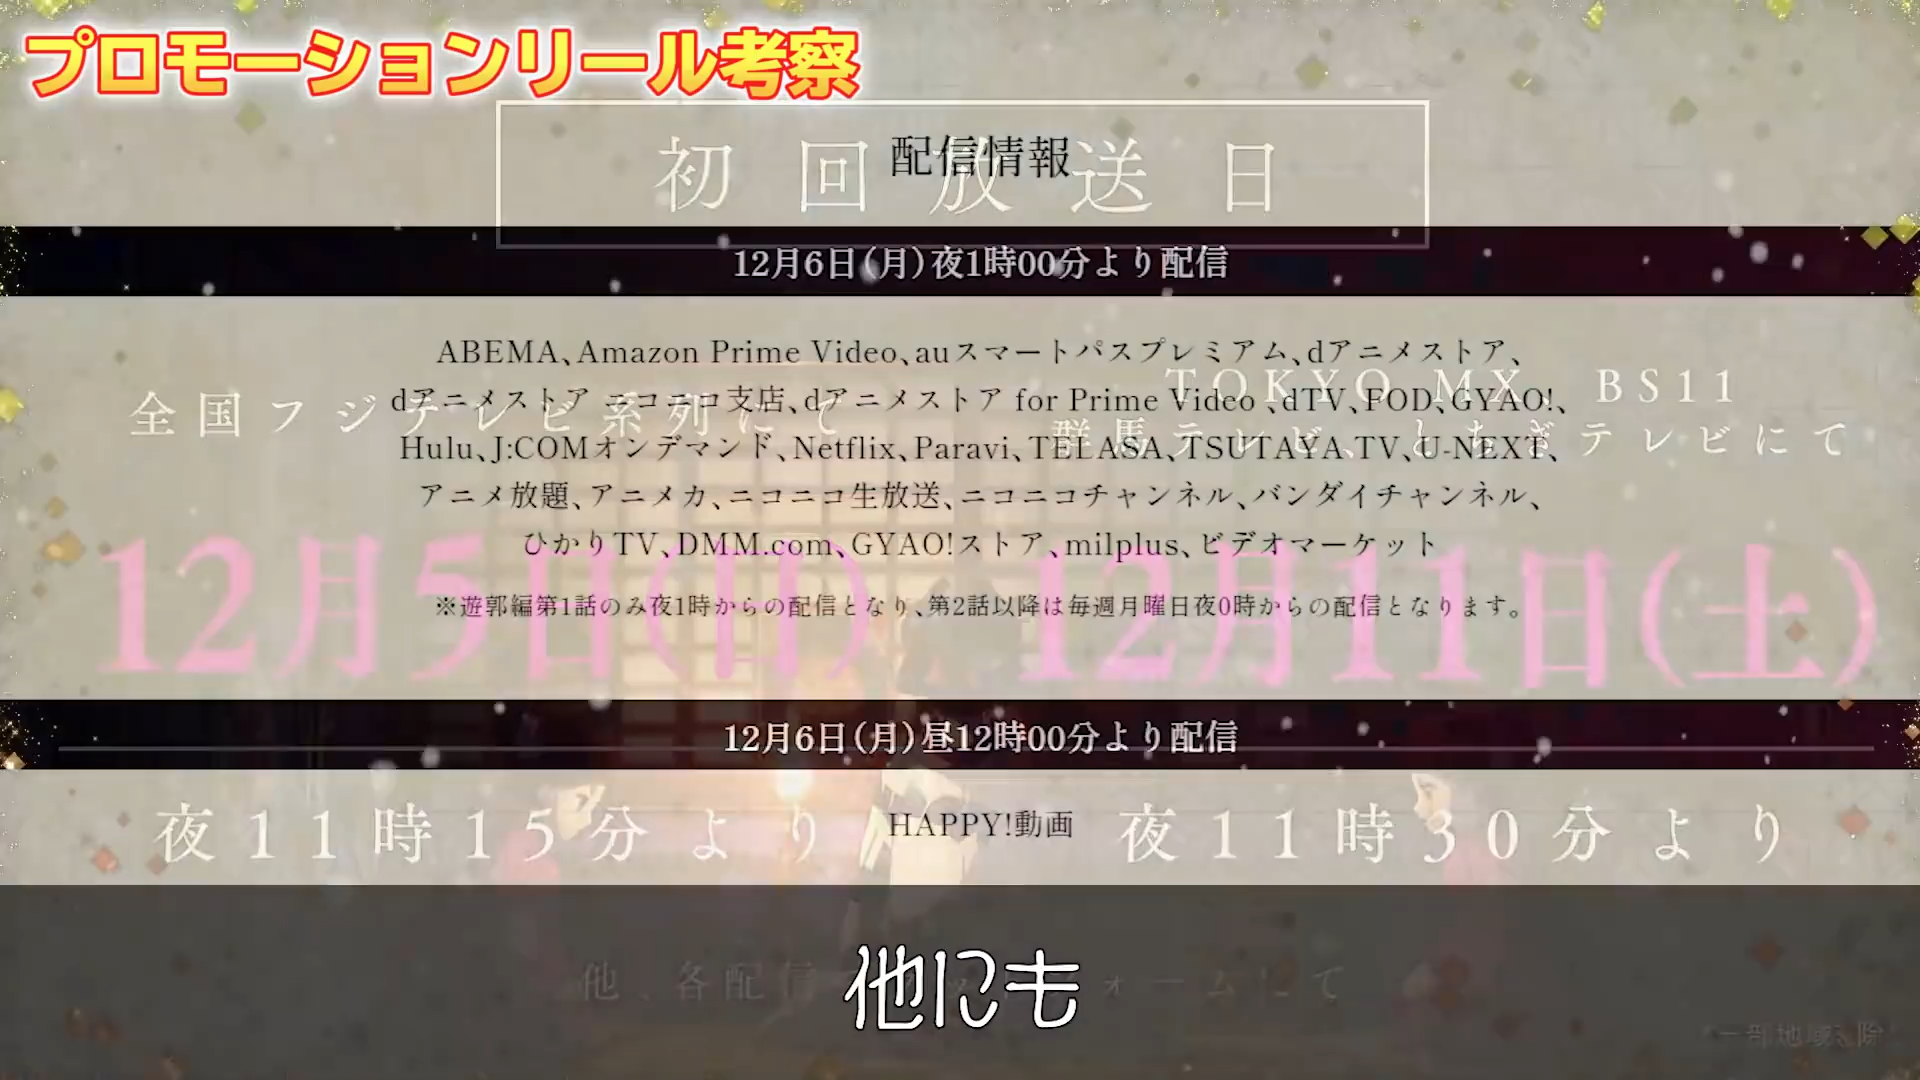 プロモーションリール考察
配信情報
初回放送日
12月6日(月)夜1時00分より配信
ABEMA、Amazon Prime Video、auスマートパスプレミアム、dアニメストア、
dアニメストア ニコニコ支店、dアニメストア for Prime Video 、dTV、FOD、GYAO!、
Hulu、J:COMオンデマンド、Netflix、Paravi、TELASA、TSUTAYA TV、U-NEXT、
アニメ放題、アニメカ、ニコニコ生放送、ニコニコチャンネル、バンダイチャンネル、
ひかりTV、DMM.com、GYAO!ストア、milplus、ビデオマーケット
※遊郭編第1話のみ夜1時からの配信となり、第2話以降は毎週月曜日夜0時からの配信となります。
全国フジテレビ系列にて
TOKYO MX、BS11
群馬テレビ、とちぎテレビにて
12月5日(日)
12月11日(土)
12月6日(月)昼12時00分より配信
HAPPY!動画
夜11時15分より
夜11時30分より
他、各配信
ォームにて
他にも